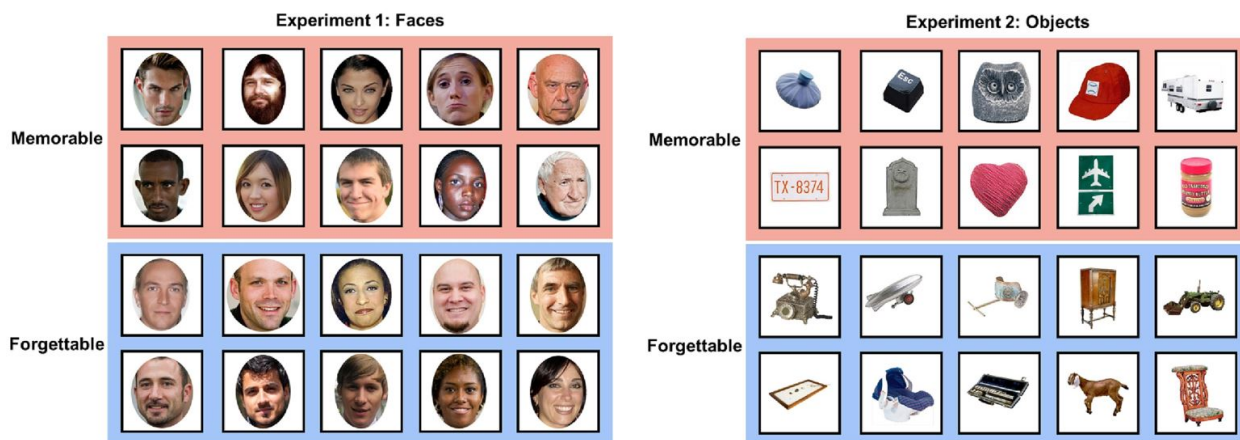 Experiment 1: Faces
Memorable
Forgettable
Experiment 2: Objects
Memorable
Esc
TX-8374
Forgettable